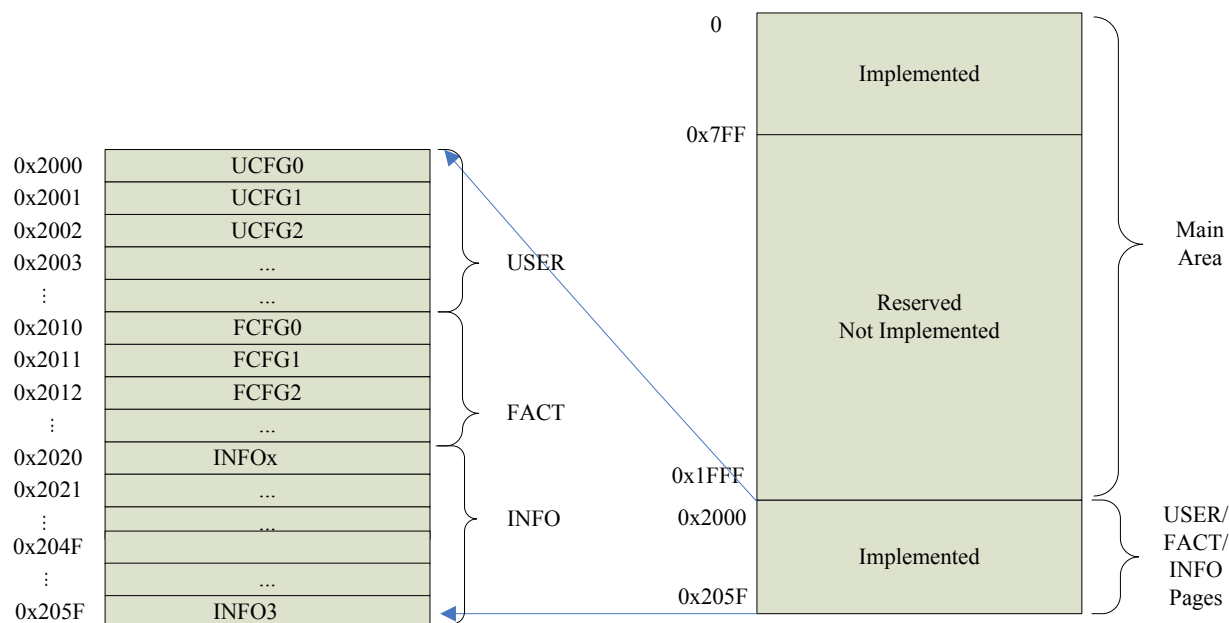 0x2000
UCFG0
0x2001
UCFG1
0x2002
UCFG2
0x2003
...
⋮
...
USER
0x2010
FCFG0
0x2011
FCFG1
0x2012
FCFG2
⋮
...
FACT
0x2020
INFOx
0x2021
...
⋮
...
0x204F
⋮
...
0x205F
INFO3
INFO
0
Implemented
0x7FF
Reserved
Not Implemented
0x1FFF
Main
Area
0x2000
Implemented
0x205F
USER/
FACT/
INFO
Pages